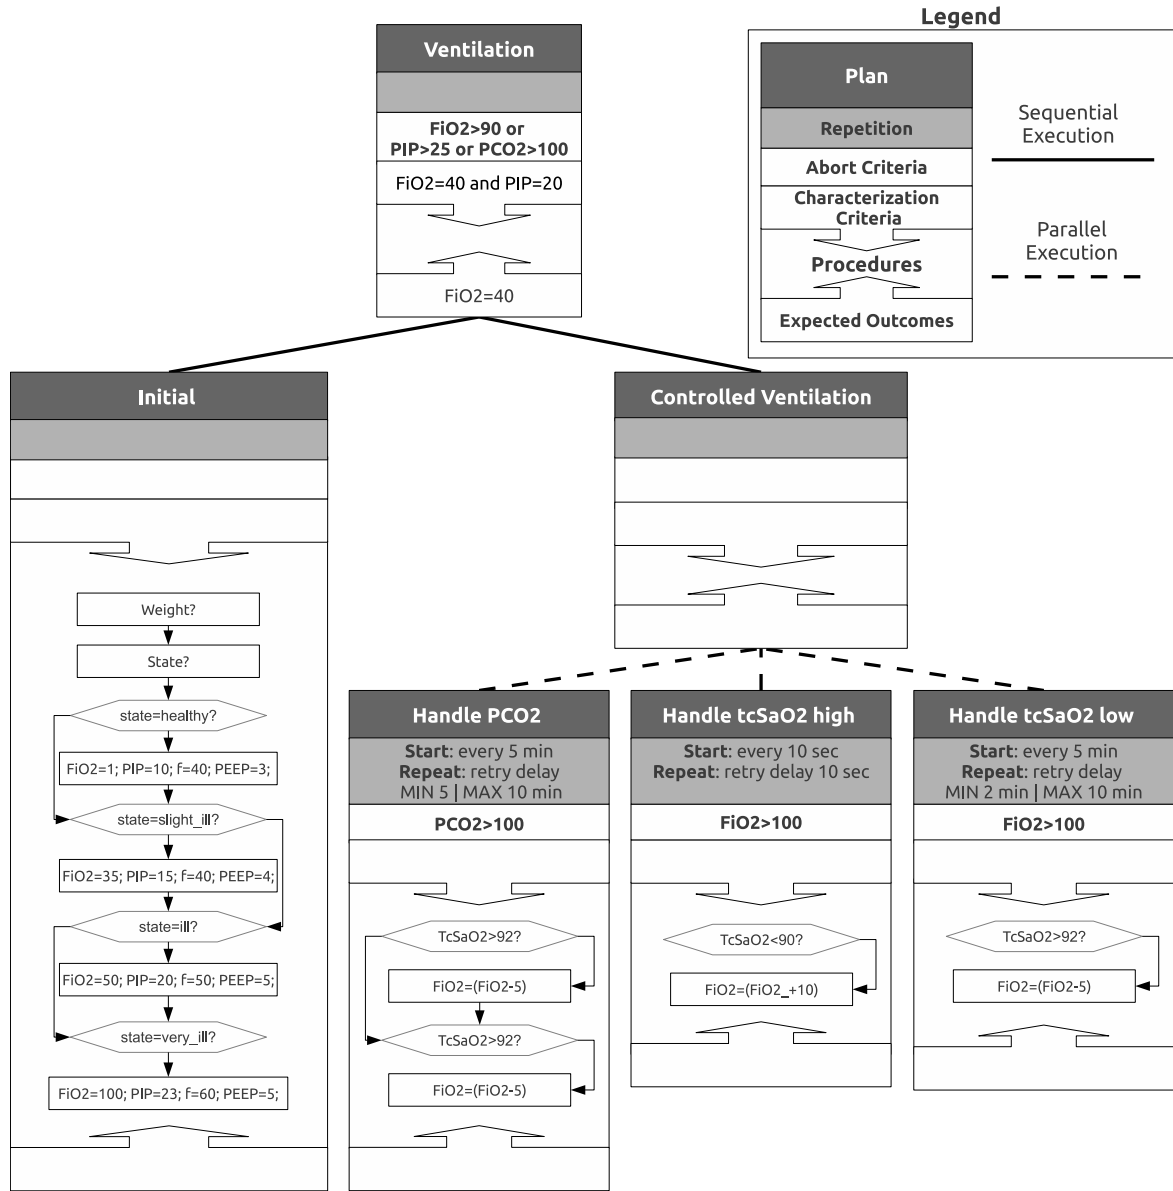 Legend
Ventilation
FiO2>90 or
PIP>25 or PCO2>100
FiO2=40 and PIP=20
FiO2=40
Plan
Repetition
Abort Criteria
Characterization
Criteria
Procedures
Expected Outcomes
Sequential
Execution
Parallel
Execution
Initial
Weight?
State?
state=healthy?
FiO2=1; PIP=10; f=40; PEEP=3;
state=slight_ill?
FiO2=35; PIP=15; f=40; PEEP=4;
state=ill?
FiO2=50; PIP=20; f=50; PEEP=5;
state=very_ill?
FiO2=100; PIP=23; f=60; PEEP=5;
Controlled Ventilation
Handle PCO2
Start: every 5 min
Repeat: retry delay
MIN 5 | MAX 10 min
PCO2>100
TcSaO2>92?
FiO2=(FiO2-5)
TcSaO2>92?
FiO2=(FiO2-5)
Handle tcSaO2 high
Start: every 10 sec
Repeat: retry delay 10 sec
FiO2>100
TcSaO2<90?
FiO2=(FiO2_+10)
Handle tcSaO2 low
Start: every 5 min
Repeat: retry delay
MIN 2 min | MAX 10 min
FiO2>100
TcSaO2>92?
FiO2=(FiO2-5)